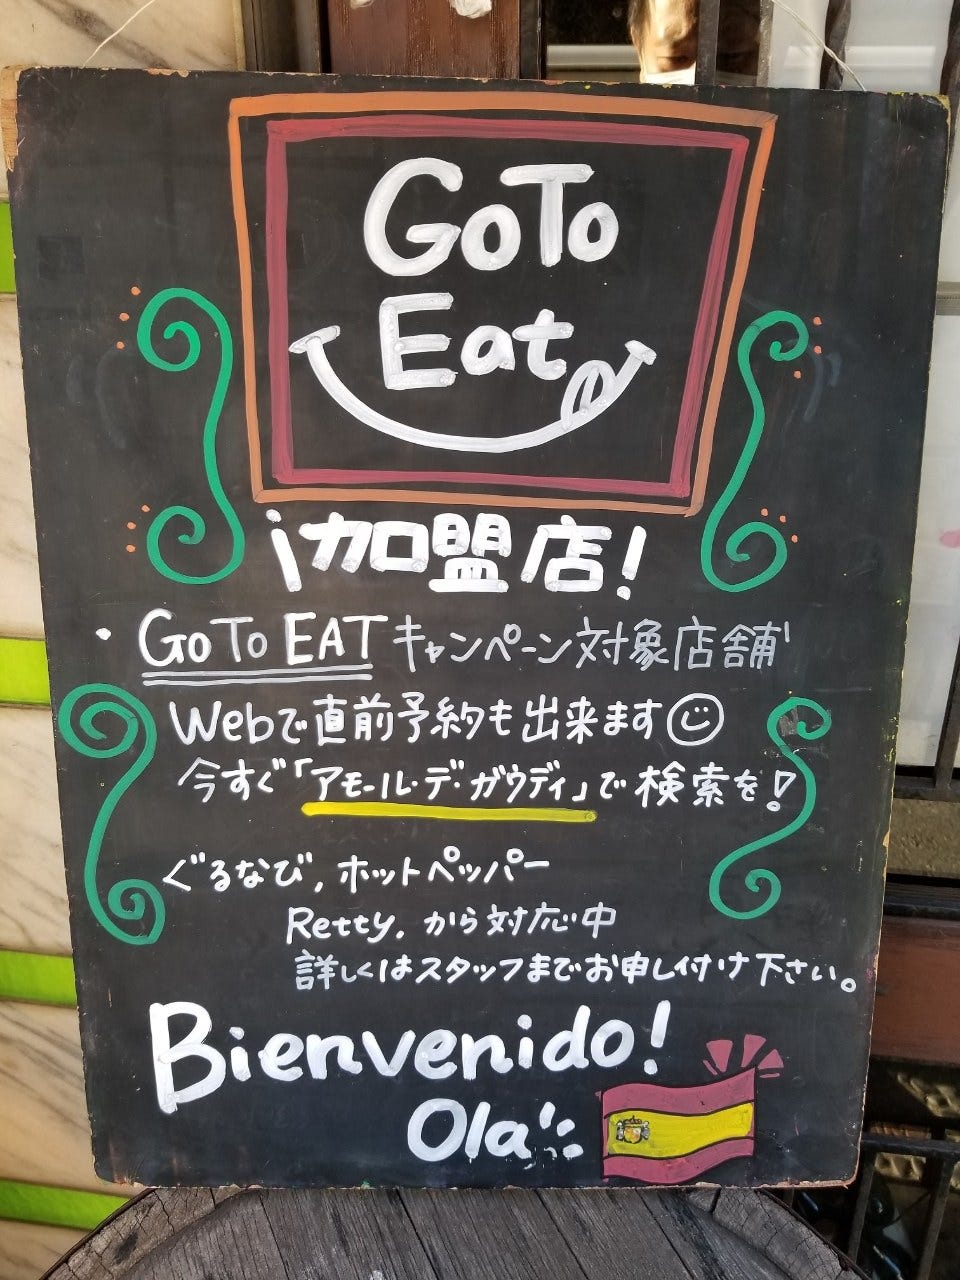 Go To
Eat
¡加盟店!
・Go To EAT キャンペーン対象店舗
Webで直前予約も出来ます
今すぐ「アモール・デ・ガウディ」で検索を!
ぐるなび,ホットペッパー
Retty.から対応中
詳しくはスタッフまでお申し付け下さい。
Bienvenido!
Ola